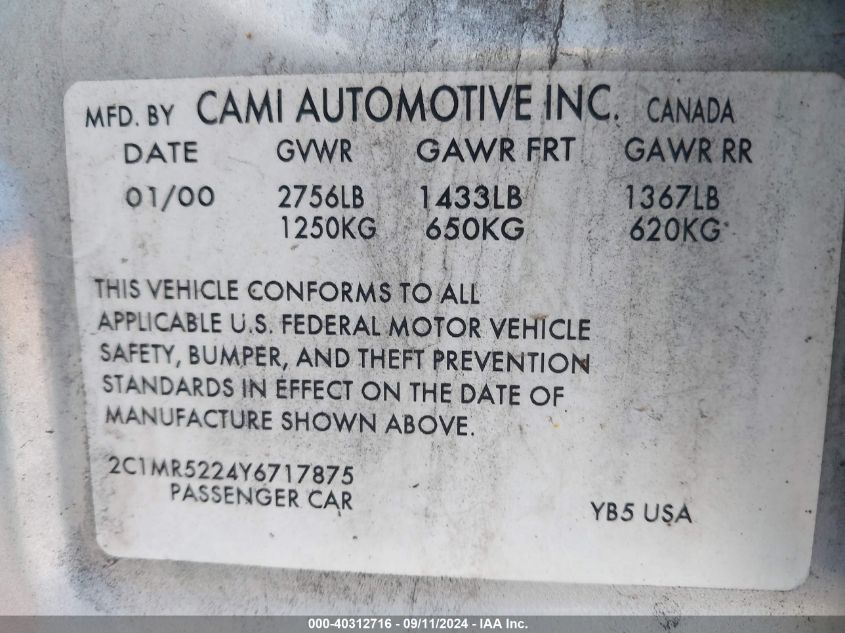 MFD. BY CAMI AUTOMOTIVE INC. CANADA
DATE GVWR GAWR FRT GAWR RR
01/00 2756LB 1433LB 1367LB
1250KG 650KG 620KG
THIS VEHICLE CONFORMS TO ALL
APPLICABLE U.S. FEDERAL MOTOR VEHICLE
SAFETY, BUMPER, AND THEFT PREVENTION
STANDARDS IN EFFECT ON THE DATE OF
MANUFACTURE SHOWN ABOVE.
2C1MR5224Y6717875
PASSENGER CAR YB5 USA
000-40312716 - 09/11/2024 - IAA Inc.